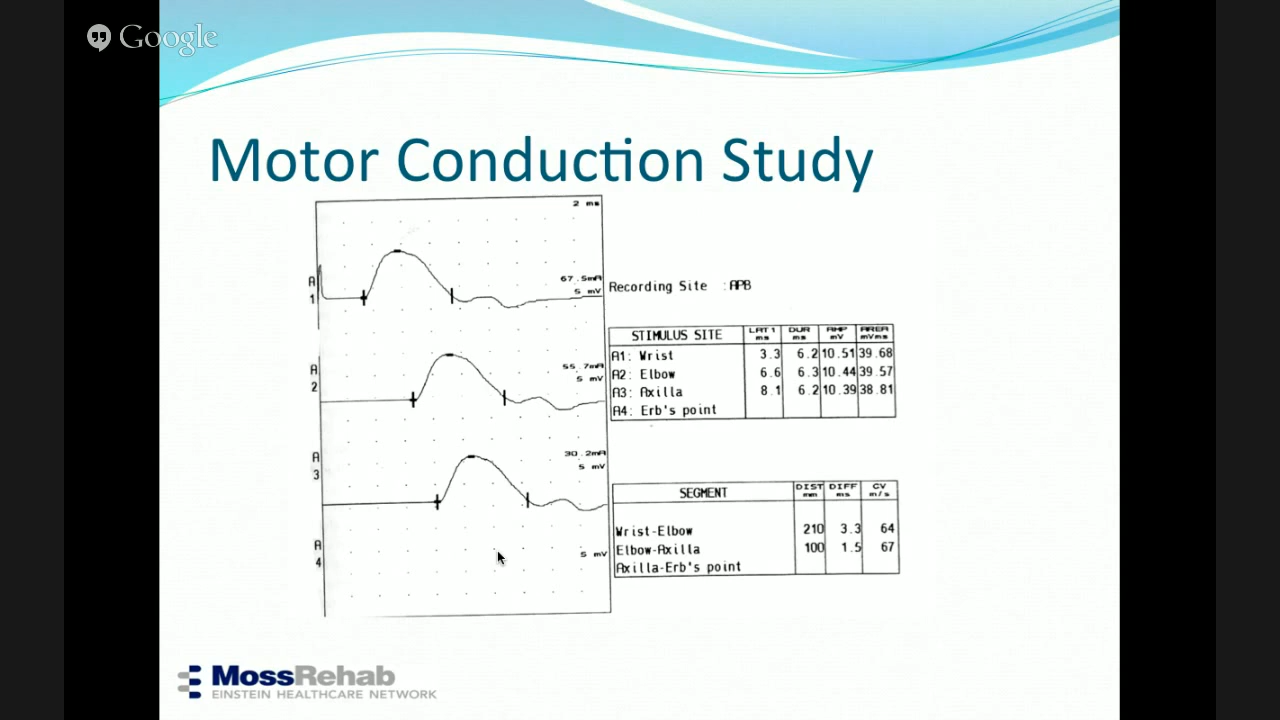 Google
Motor Conduction Study
2 ms
A
1
67.5mA
5 mV
A
2
55.7mA
5 mV
A
3
30.2mA
5 mV
A
4
5 mV
Recording Site : APB
STIMULUS SITE LAT1 ms DUR ms AMP mV AREA mVms
A1: Wrist 3.3 6.2 10.51 39.68
A2: Elbow 6.6 6.3 10.44 39.57
A3: Axilla 8.1 6.2 10.39 38.81
A4: Erb's point
SEGMENT DIST mm DIFF ms CV m/s
Wrist-Elbow 210 3.3 64
Elbow-Axilla 100 1.5 67
Axilla-Erb's point
MossRehab
EINSTEIN HEALTHCARE NETWORK